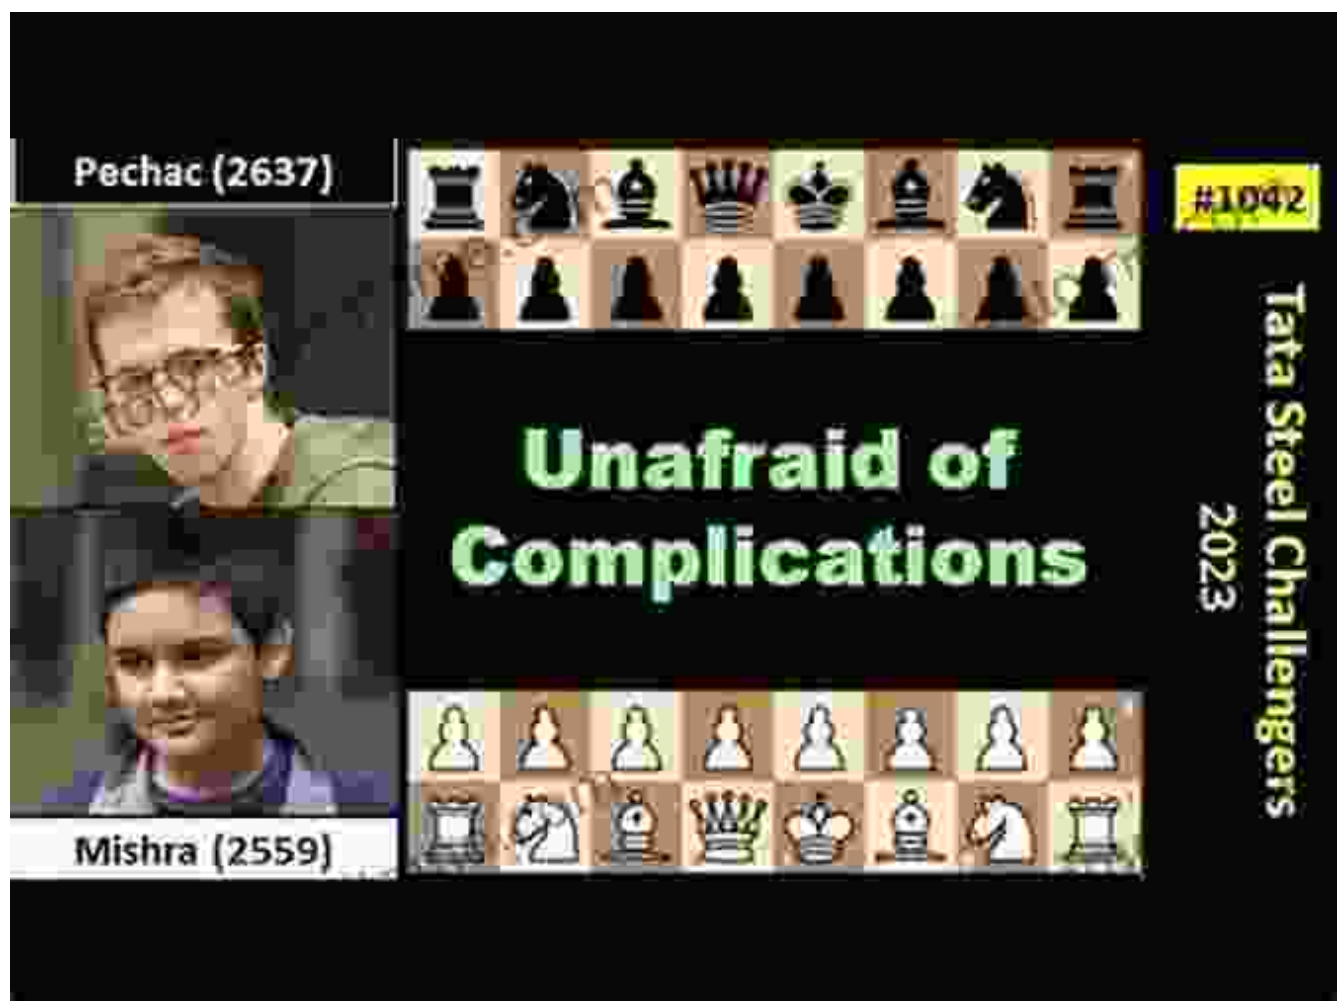 Pechac (2637)
#1042
Unafraid of
Complications
Tata Steel Challengers
2023
Mishra (2559)